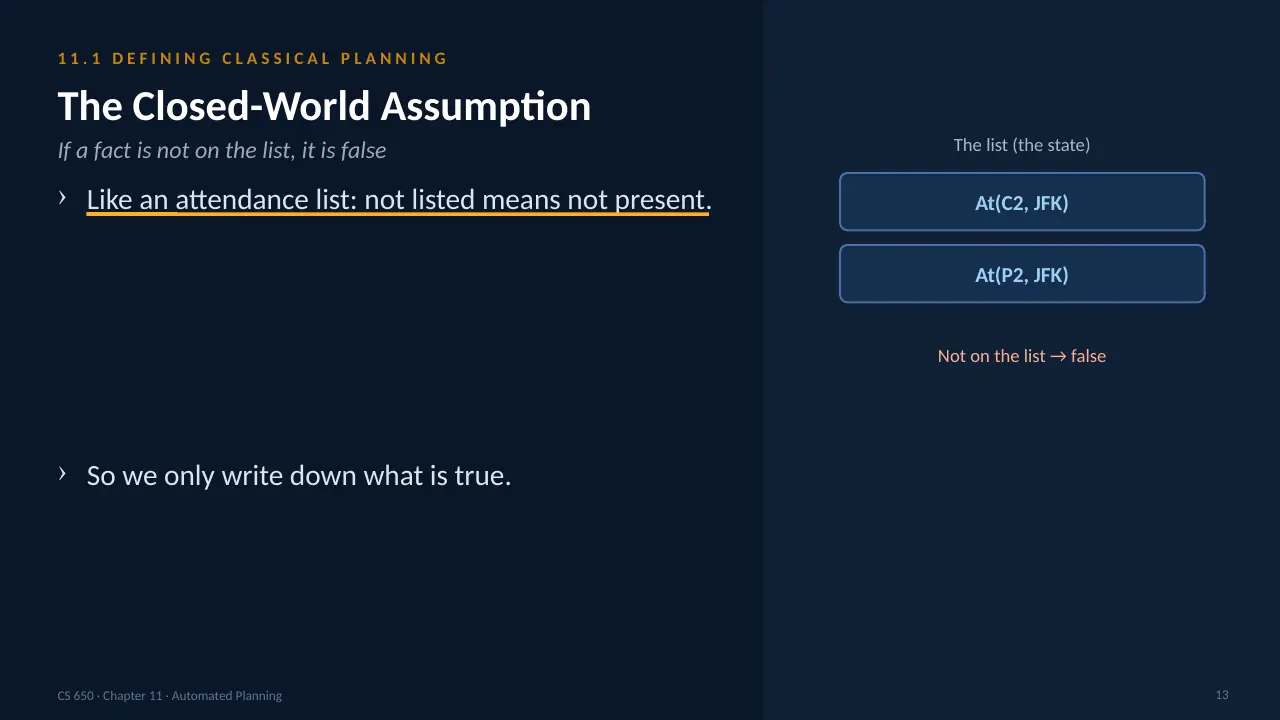 11.1 DEFINING CLASSICAL PLANNING
The Closed-World Assumption
If a fact is not on the list, it is false
› Like an attendance list: not listed means not present.
› So we only write down what is true.
The list (the state)
At(C2, JFK)
At(P2, JFK)
Not on the list → false
CS 650 · Chapter 11 · Automated Planning
13